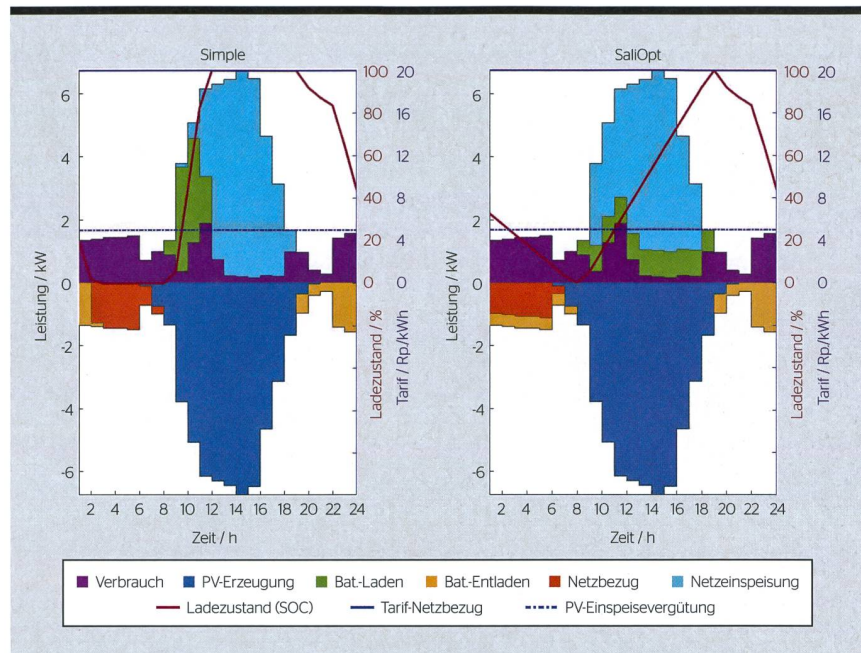 Simple
SaliOpt
Leistung / kW
6
4
2
0
-2
-4
-6
100
80
60
40
20
0
Ladezustand / %
20
16
12
8
4
0
Tarif / Rp./kWh
2 4 6 8 10 12 14 16 18 20 22 24
Zeit / h
Leistung / kW
6
4
2
0
-2
-4
-6
100
80
60
40
20
0
Ladezustand / %
20
16
12
8
4
0
Tarif / Rp./kWh
2 4 6 8 10 12 14 16 18 20 22 24
Zeit / h
Verbrauch PV-Erzeugung Bat.-Laden Bat.-Entladen Netzbezug Netzeinspeisung
Ladezustand (SOC) Tarif-Netzbezug PV-Einspeisevergütung